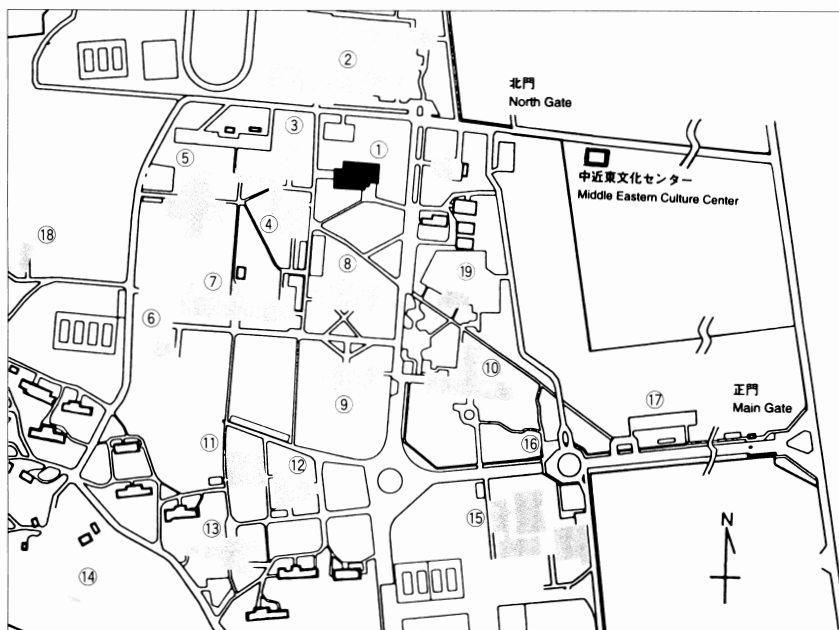 ②
北門
North Gate
③
①
⑤
中近東文化センター
Middle Eastern Culture Center
④
⑱
⑧
⑲
⑦
⑥
⑩
正門
Main Gate
⑨
⑰
⑪
⑯
⑫
⑮
⑬
N
⑭